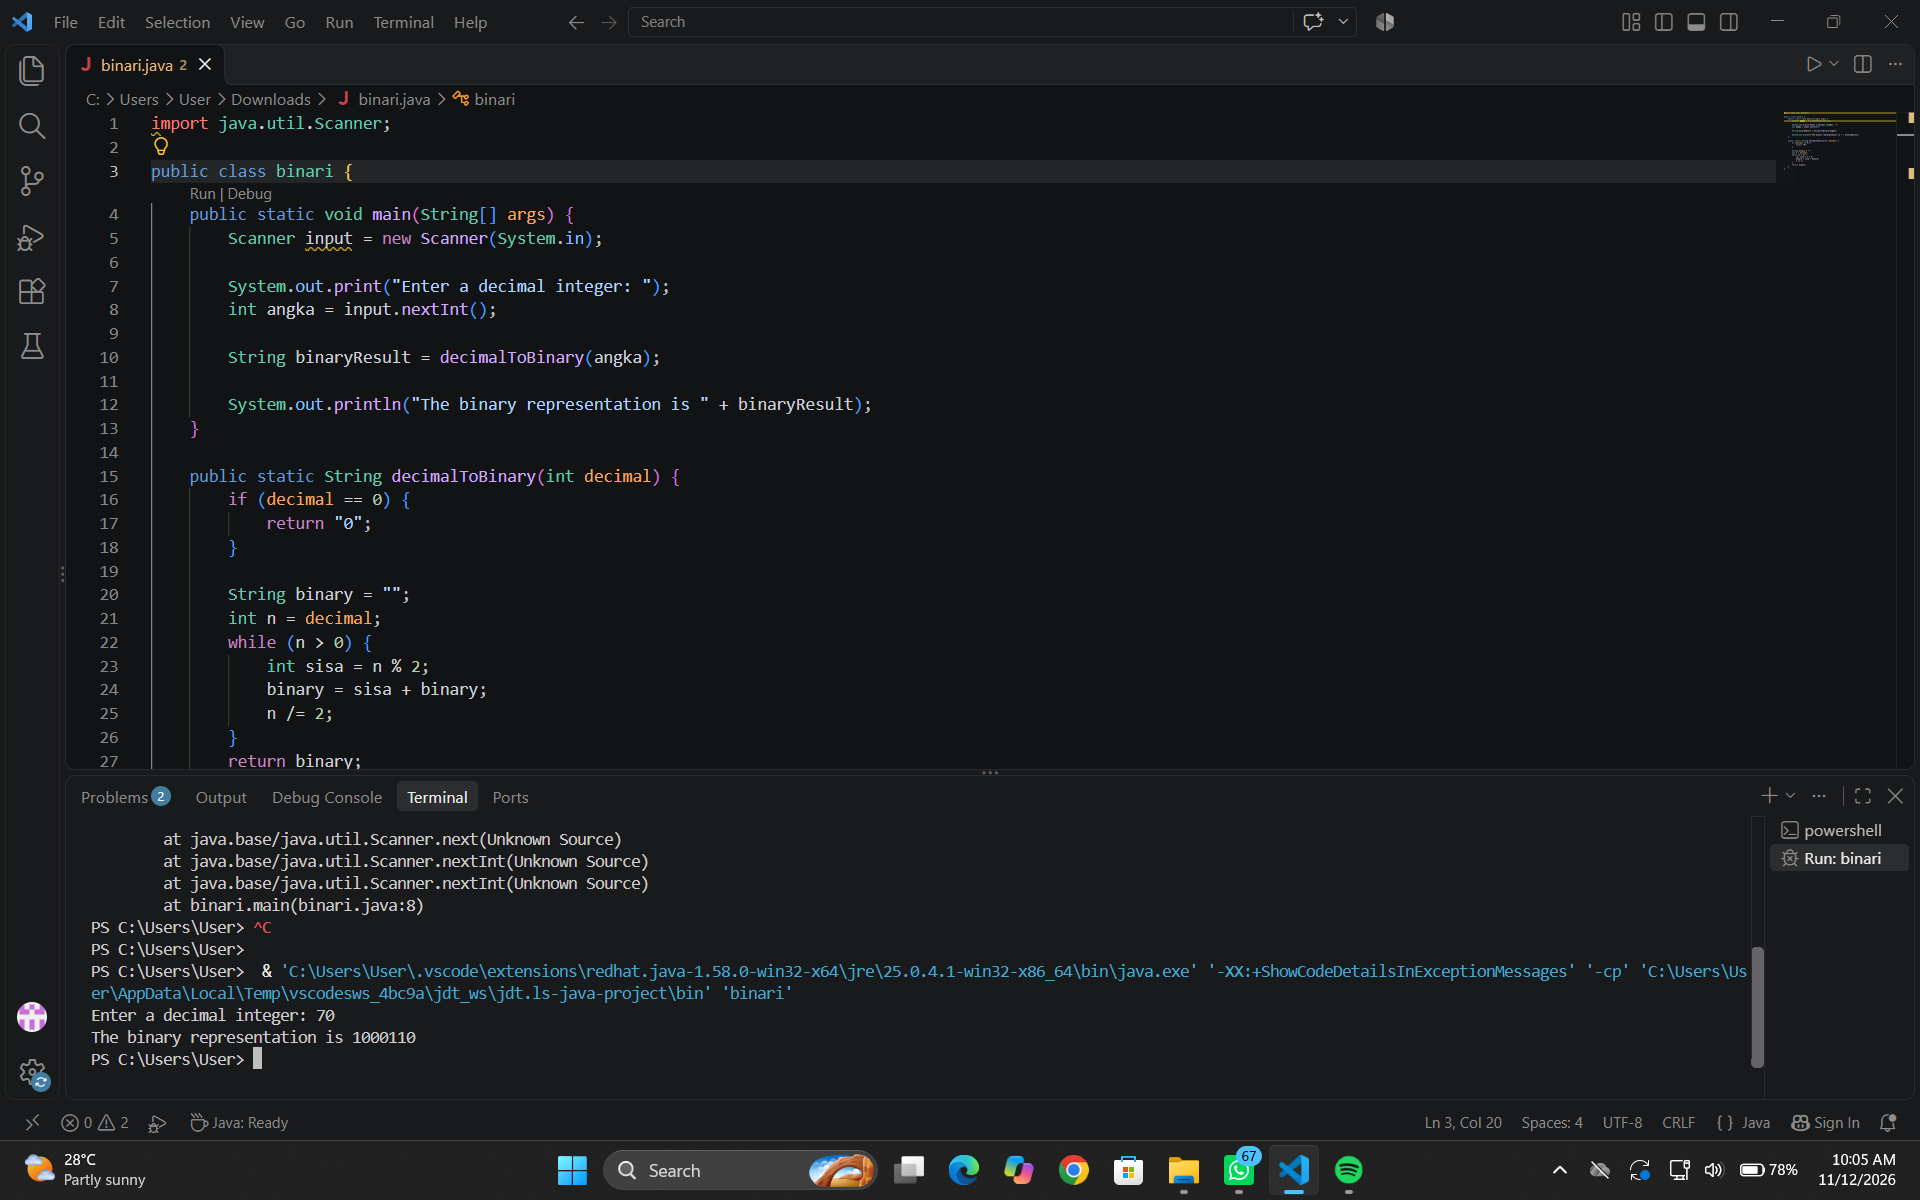 File Edit Selection View Go Run Terminal Help Search
binari.java 2
C: > Users > User > Downloads > J binari.java > binari
1 import java.util.Scanner;
2
3 public class binari {
Run | Debug
4 public static void main(String[] args) {
5 Scanner input = new Scanner(System.in);
6
7 System.out.print("Enter a decimal integer: ");
8 int angka = input.nextInt();
9
10 String binaryResult = decimalToBinary(angka);
11
12 System.out.println("The binary representation is " + binaryResult);
13 }
14
15 public static String decimalToBinary(int decimal) {
16 if (decimal == 0) {
17 return "0";
18 }
19
20 String binary = "";
21 int n = decimal;
22 while (n > 0) {
23 int sisa = n % 2;
24 binary = sisa + binary;
25 n /= 2;
26 }
27 return binary;
Problems 2 Output Debug Console Terminal Ports
powershell
Run: binari
at java.base/java.util.Scanner.next(Unknown Source)
at java.base/java.util.Scanner.nextInt(Unknown Source)
at java.base/java.util.Scanner.nextInt(Unknown Source)
at binari.main(binari.java:8)
PS C:\Users\User> ^C
PS C:\Users\User>
PS C:\Users\User>  & 'C:\Users\User\.vscode\extensions\redhat.java-1.58.0-win32-x64\jre\25.0.4.1-win32-x86_64\bin\java.exe' '-XX:+ShowCodeDetailsInExceptionMessages' '-cp' 'C:\Users\Us
er\AppData\Local\Temp\vscodesws_4bc9a\jdt_ws\jdt.ls-java-project\bin' 'binari'
Enter a decimal integer: 70
The binary representation is 1000110
PS C:\Users\User>
0 2 Java: Ready Ln 3, Col 20 Spaces: 4 UTF-8 CRLF { } Java Sign In
28°C
Partly sunny
Search
67
78%
10:05 AM
11/12/2026